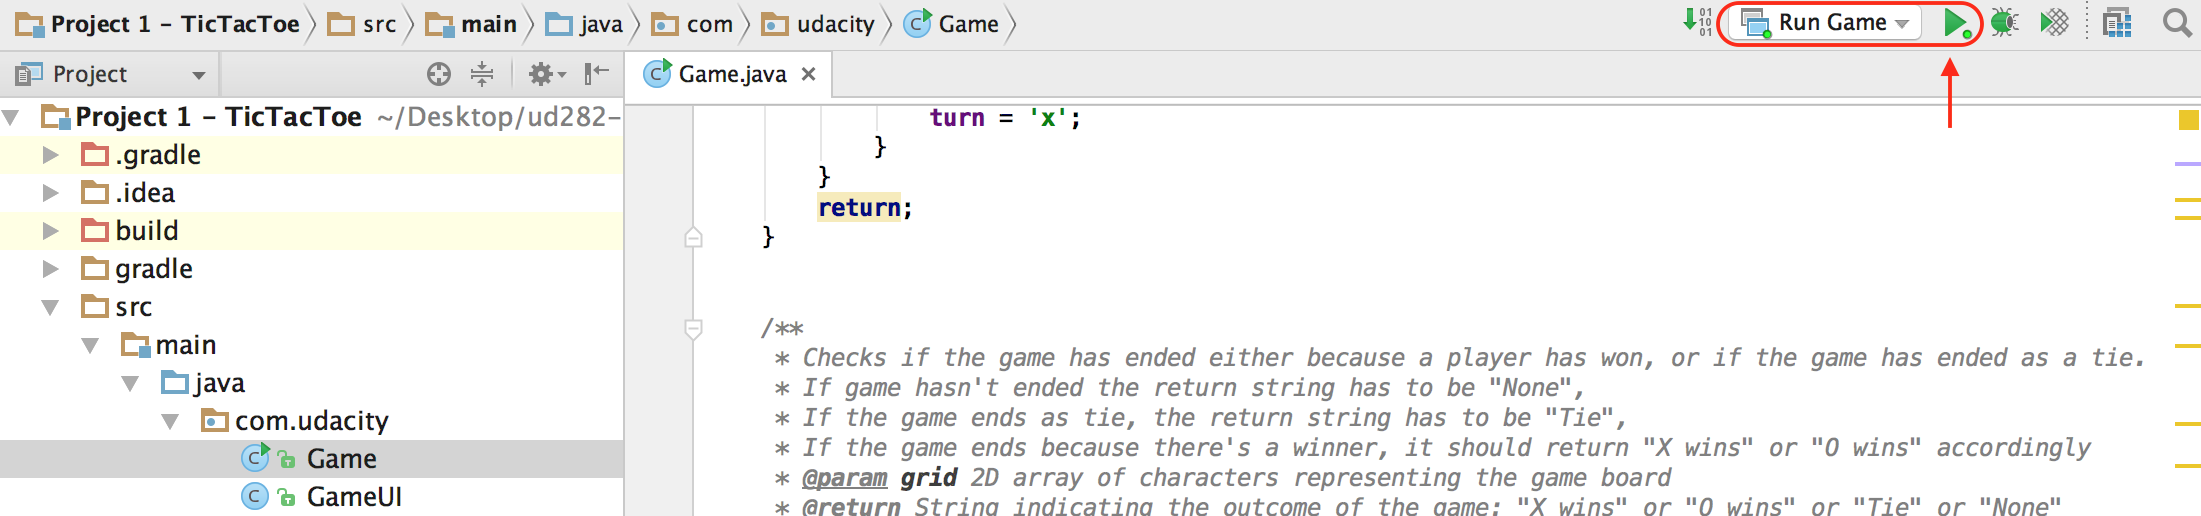 Project 1 - TicTacToe src main java com udacity Game
Run Game
Project
Game.java
Project 1 - TicTacToe ~/Desktop/ud282-
.gradle
.idea
build
gradle
src
main
java
com.udacity
Game
GameUI
turn = 'x';
}
}
return;
}
/**
* Checks if the game has ended either because a player has won, or if the game has ended as a tie.
* If game hasn't ended the return string has to be "None",
* If the game ends as tie, the return string has to be "Tie",
* If the game ends because there's a winner, it should return "X wins" or "O wins" accordingly
* @param grid 2D array of characters representing the game board
* @return String indicating the outcome of the game: "X wins" or "O wins" or "Tie" or "None"